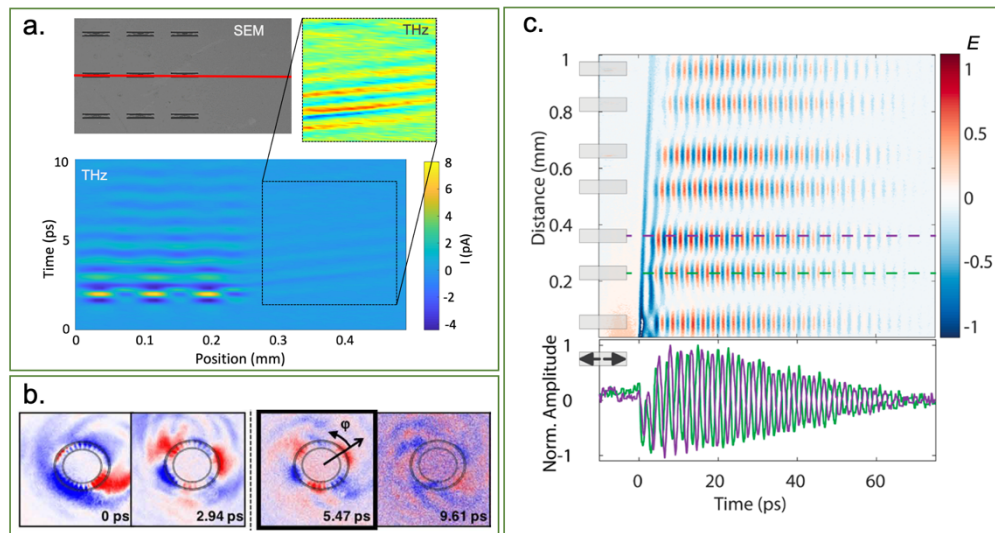 a.
SEM
THz
THz
10
5
0
Time (ps)
0
0.1
0.2
0.3
0.4
Position (mm)
8
6
4
2
0
-2
-4
I (pA)
b.
φ
0 ps
2.94 ps
5.47 ps
9.61 ps
c.
E
1
0.8
0.6
0.4
0.2
0
Distance (mm)
1
0.5
0
-0.5
-1
1
0
-1
Norm. Amplitude
0
20
40
60
Time (ps)